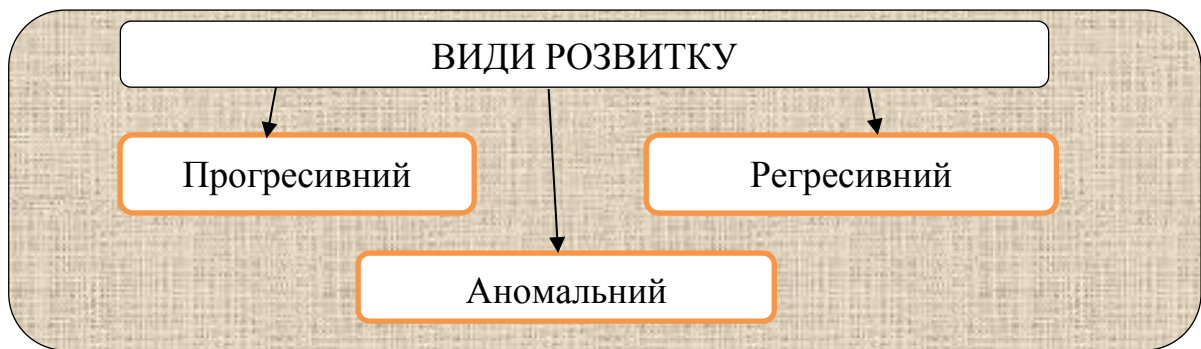 ВИДИ РОЗВИТКУ
Прогресивний
Регресивний
Аномальний